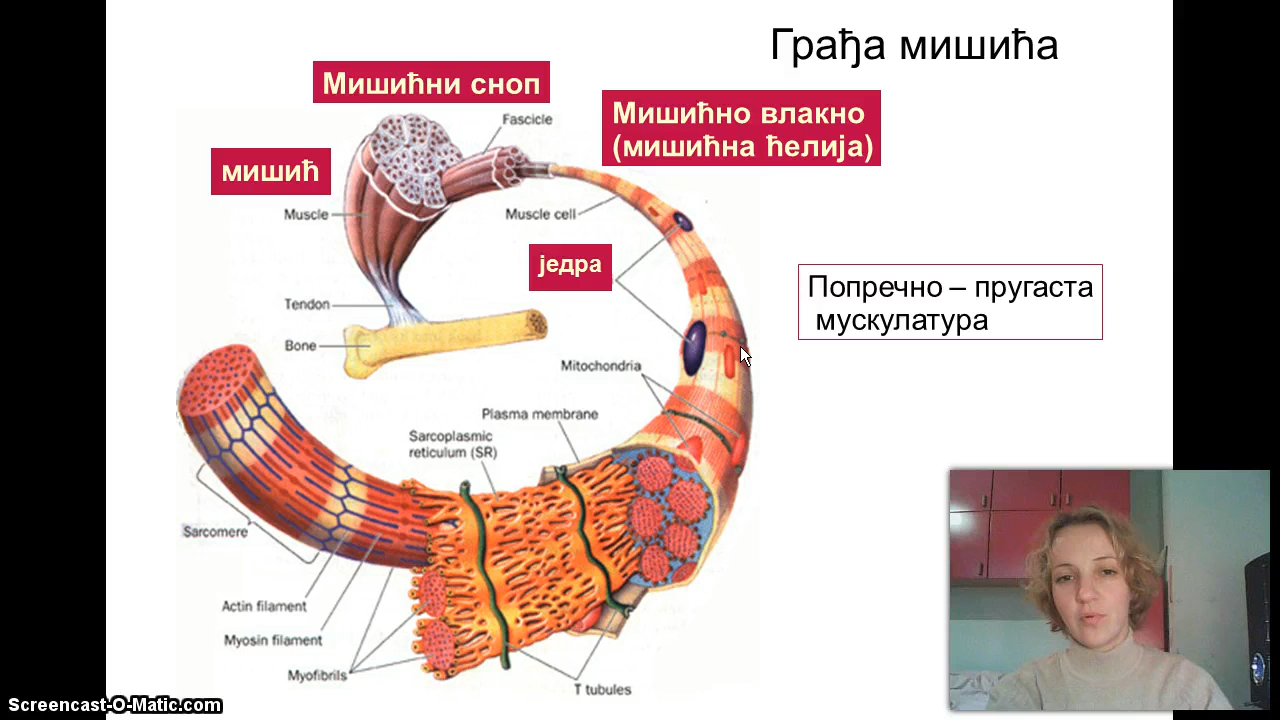 Грађа мишића
Мишићни сноп
Мишићно влакно
(мишићна ћелија)
Fascicle
мишић
Muscle
Muscle cell
једра
Попречно – пругаста
мускулатура
Tendon
Bone
Mitochondria
Plasma membrane
Sarcoplasmic
reticulum (SR)
Sarcomere
Actin filament
Myosin filament
Myofibrils
T tubules
Screencast-O-Matic.com